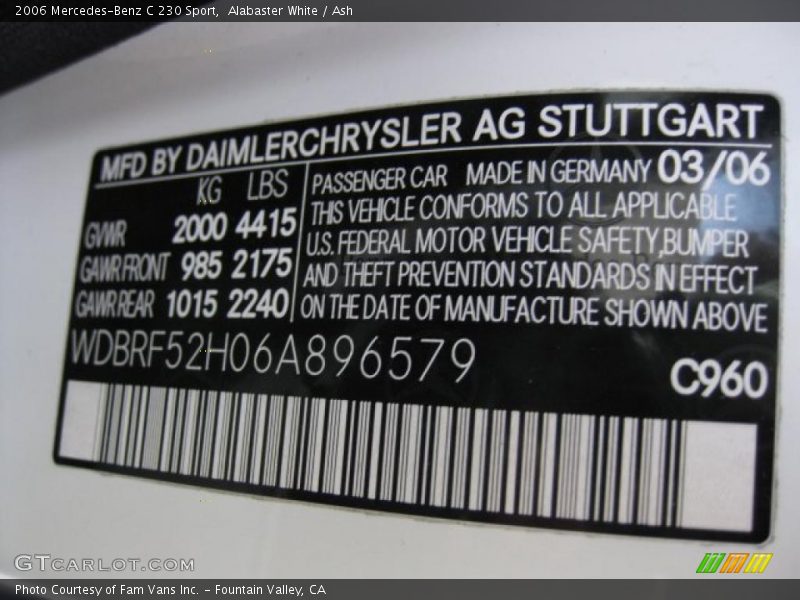 2006 Mercedes-Benz C 230 Sport,  Alabaster White / Ash
MFD BY DAIMLERCHRYSLER AG STUTTGART
KG LBS
GVWR 2000 4415
GAWR FRONT 985 2175
GAWR REAR 1015 2240
PASSENGER CAR MADE IN GERMANY 03/06
THIS VEHICLE CONFORMS TO ALL APPLICABLE
U.S. FEDERAL MOTOR VEHICLE SAFETY,BUMPER
AND THEFT PREVENTION STANDARDS IN EFFECT
ON THE DATE OF MANUFACTURE SHOWN ABOVE
WDBRF52H06A896579
C960
GTCARLOT.COM
Photo Courtesy of Fam Vans Inc. - Fountain Valley, CA